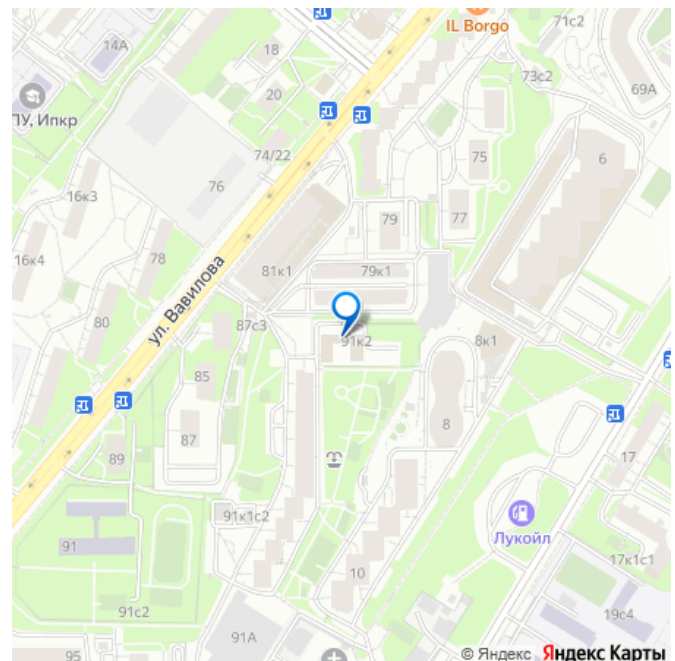 IL Borgo
71с2
14А
18
73с2
69А
20
ПУ, Ипкр
74/22
75
6
76
16к3
79
77
16к4
78
81к1
79к1
ул. Вавилова
80
87с3
91к2
8к1
85
87
8
89
17
91к1с2
Лукойл
91
10
17к1с1
91с2
19с4
91А
95
© Яндекс Яндекс Карты